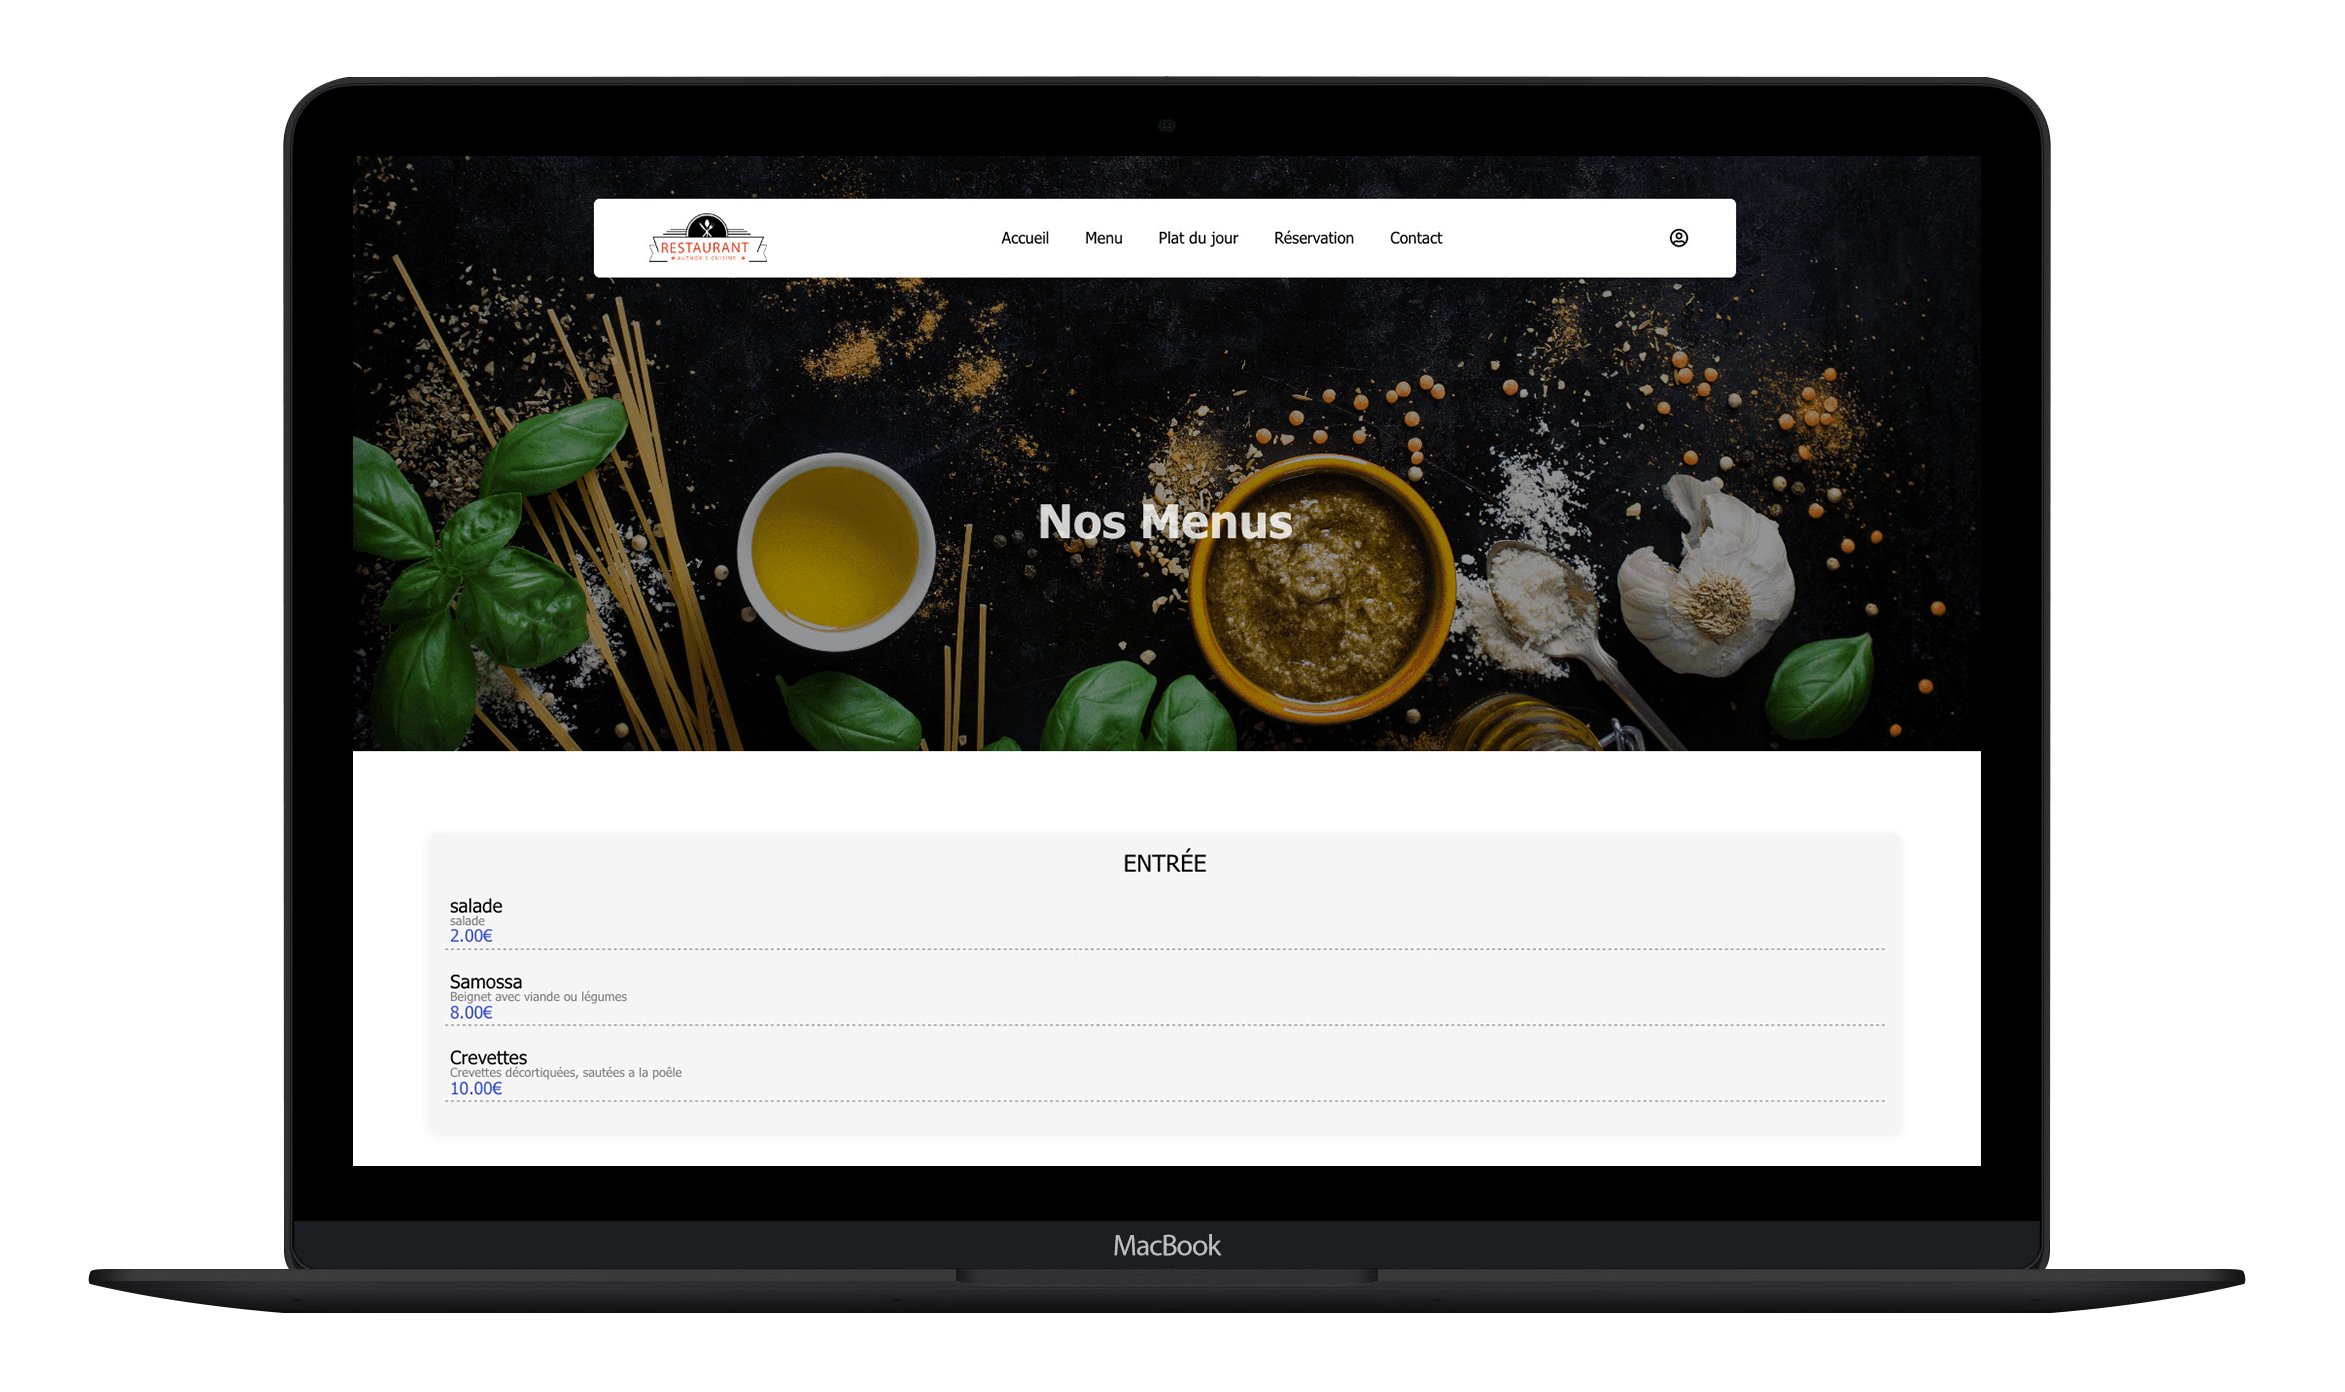 RESTAURANT
AUTHOR'S CUISINE
Accueil Menu Plat du jour Réservation Contact
Nos Menus
ENTRÉE
salade
salade
2.00€
Samossa
Beignet avec viande ou légumes
8.00€
Crevettes
Crevettes décortiquées, sautées a la poêle
10.00€
MacBook